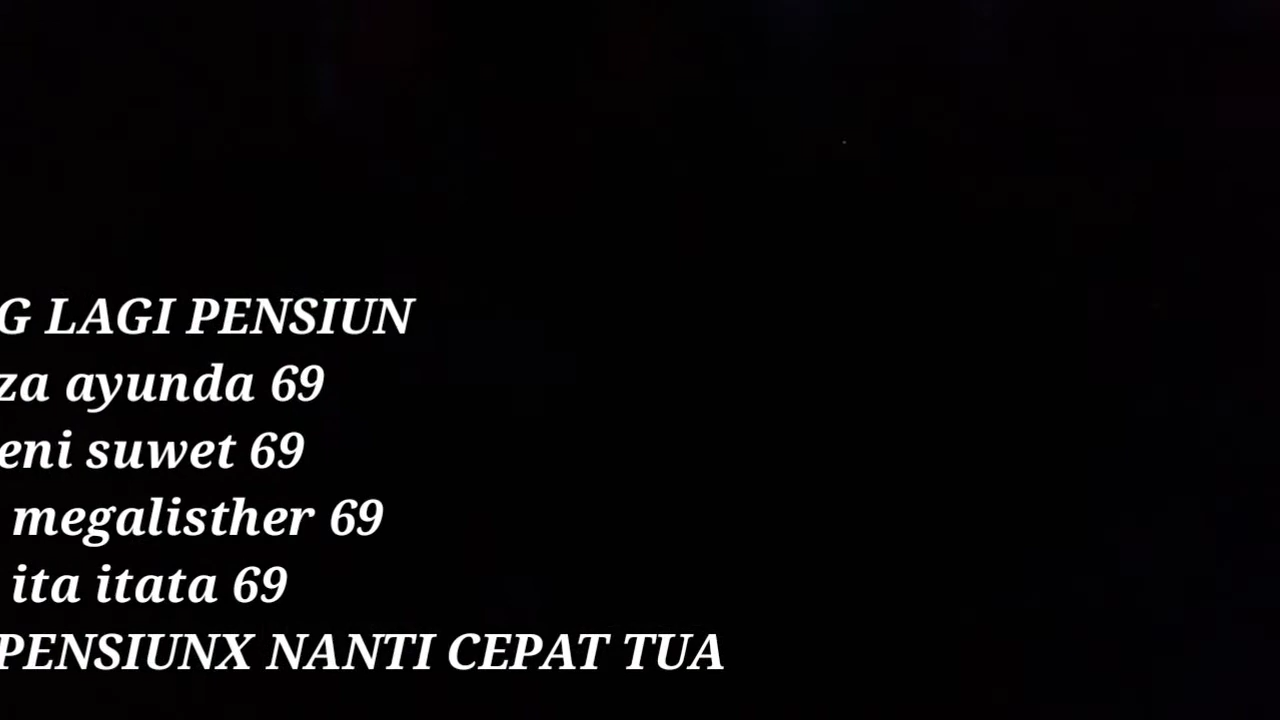 G LAGI PENSIUN
za ayunda 69
eni suwet 69
megalisther 69
ita itata 69
PENSIUNX NANTI CEPAT TUA